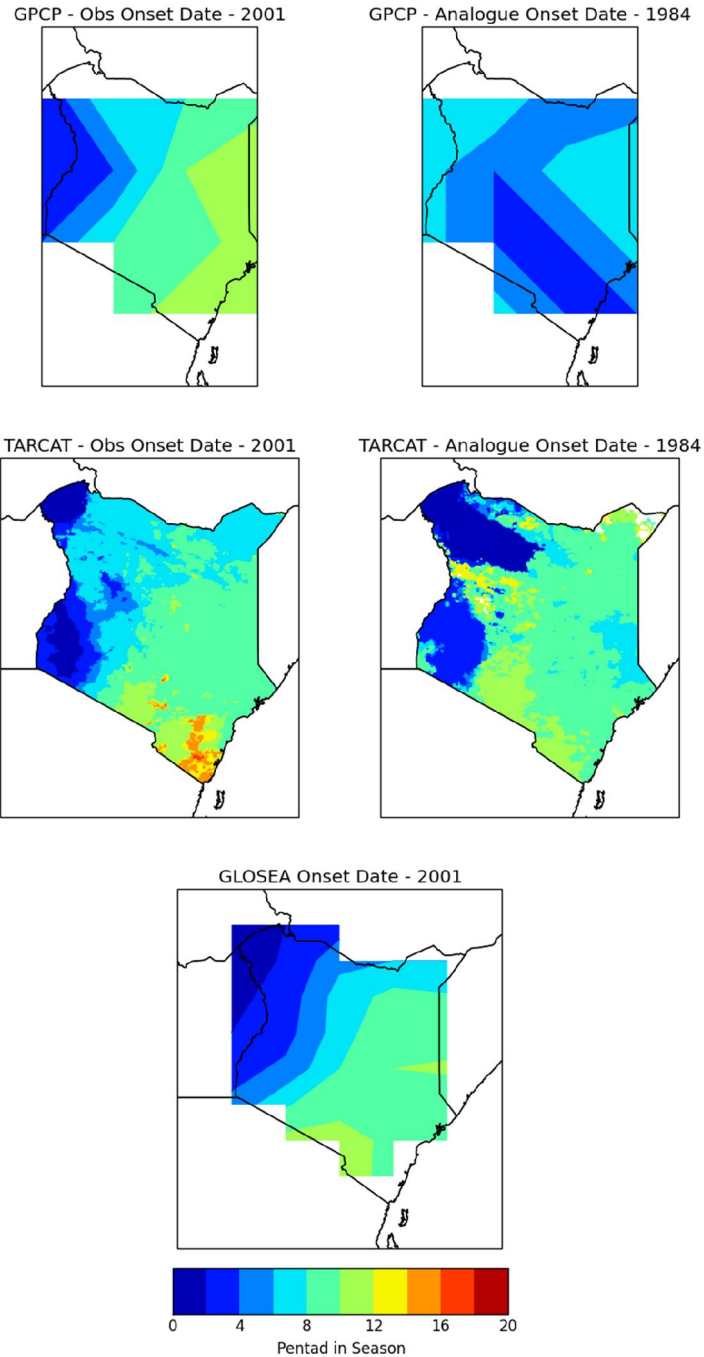 GPCP - Obs Onset Date - 2001
GPCP - Analogue Onset Date - 1984
TARCAT - Obs Onset Date - 2001
TARCAT - Analogue Onset Date - 1984
GLOSEA Onset Date - 2001
0 4 8 12 16 20
Pentad in Season